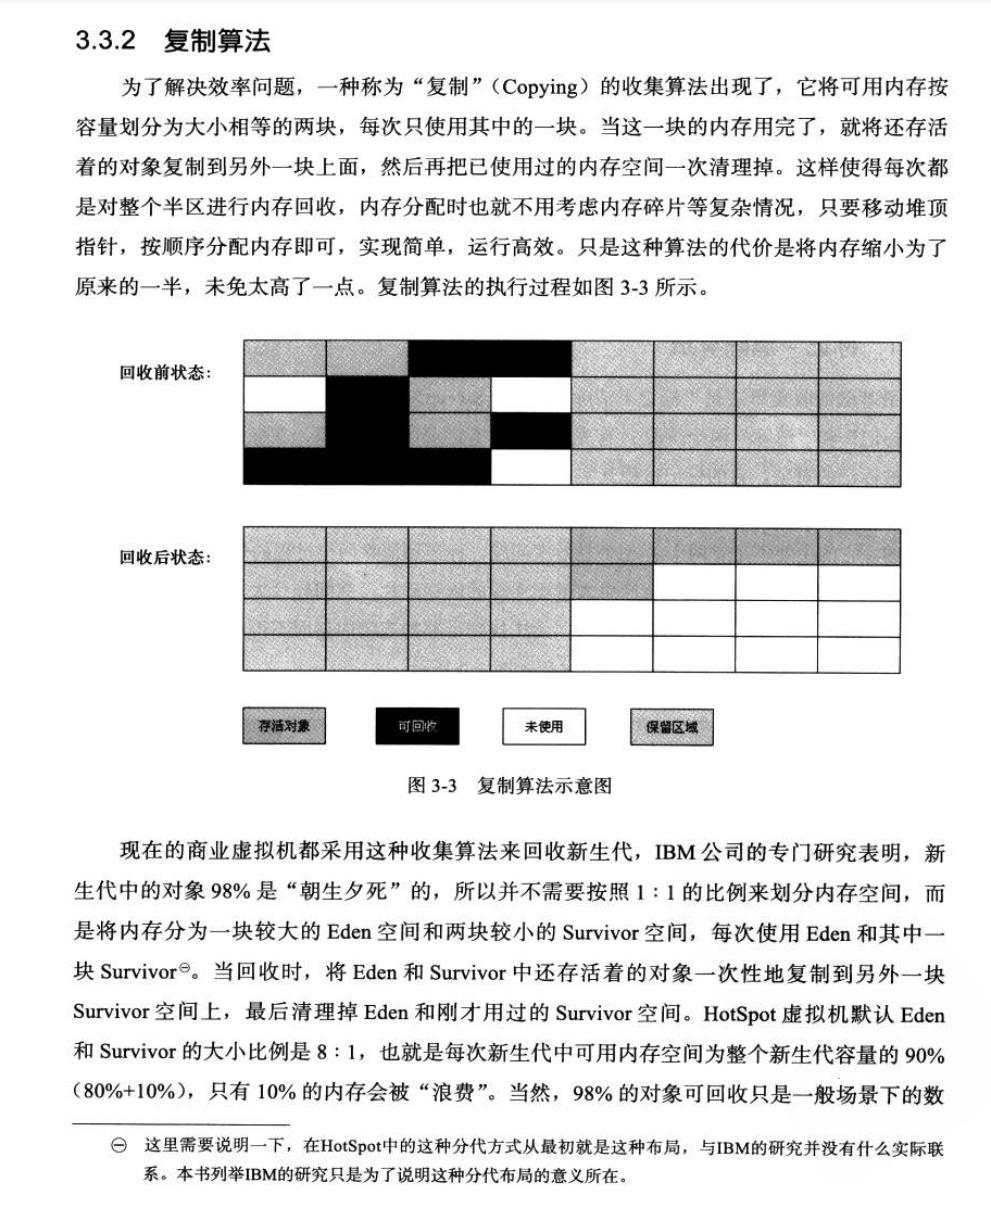 3.3.2 复制算法
为了解决效率问题，一种称为“复制”（Copying）的收集算法出现了，它将可用内存按
容量划分为大小相等的两块，每次只使用其中的一块。当这一块的内存用完了，就将还存活
着的对象复制到另外一块上面，然后再把已使用过的内存空间一次清理掉。这样使得每次都
是对整个半区进行内存回收，内存分配时也就不用考虑内存碎片等复杂情况，只要移动堆顶
指针，按顺序分配内存即可，实现简单，运行高效。只是这种算法的代价是将内存缩小为了
原来的一半，未免太高了一点。复制算法的执行过程如图 3-3 所示。
回收前状态：
回收后状态：
存活对象 可回收 未使用 保留区域
图 3-3 复制算法示意图
现在的商业虚拟机都采用这种收集算法来回收新生代，IBM 公司的专门研究表明，新
生代中的对象 98% 是“朝生夕死”的，所以并不需要按照 1：1 的比例来划分内存空间，而
是将内存分为一块较大的 Eden 空间和两块较小的 Survivor 空间，每次使用 Eden 和其中一
块 Survivor㊀。当回收时，将 Eden 和 Survivor 中还存活着的对象一次性地复制到另外一块
Survivor 空间上，最后清理掉 Eden 和刚才用过的 Survivor 空间。HotSpot 虚拟机默认 Eden
和 Survivor 的大小比例是 8：1，也就是每次新生代中可用内存空间为整个新生代容量的 90%
（80%+10%），只有 10% 的内存会被“浪费”。当然，98% 的对象可回收只是一般场景下的数
㊀ 这里需要说明一下，在HotSpot中的这种分代方式从最初就是这种布局，与IBM的研究并没有什么实际联
系。本书列举IBM的研究只是为了说明这种分代布局的意义所在。